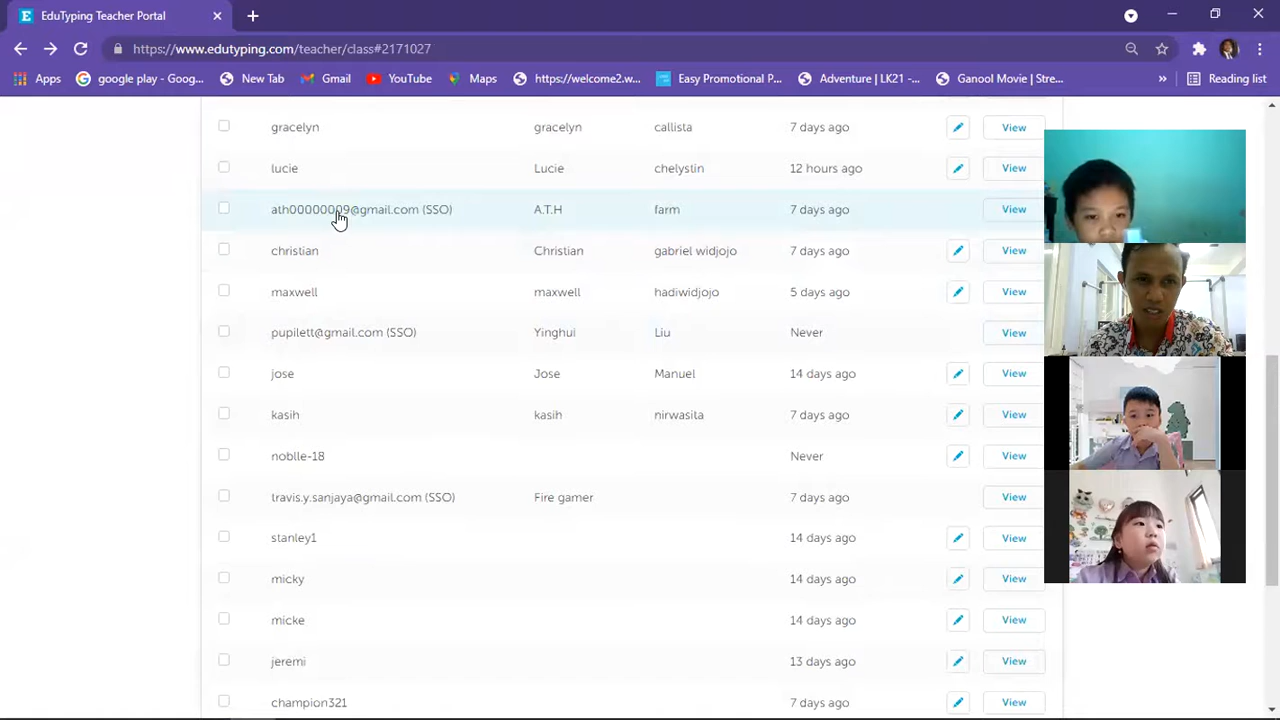 EduTyping Teacher Portal
https://www.edutyping.com/teacher/class#2171027
Apps google play - Goog... New Tab Gmail YouTube Maps https://welcome2.w... Easy Promotional P... Adventure | LK21 -... Ganool Movie | Stre... » Reading list
gracelyn gracelyn callista 7 days ago View
lucie Lucie chelystin 12 hours ago View
@gmail.com (SSO) A.T.H farm 7 days ago View
christian Christian gabriel widjojo 7 days ago View
maxwell maxwell hadiwidjojo 5 days ago View
pupilett@gmail.com (SSO) Yinghui Liu Never View
jose Jose Manuel 14 days ago View
kasih kasih nirwasita 7 days ago View
noblle-18 Never View
travis.y.sanjaya@gmail.com (SSO) Fire gamer 7 days ago View
stanley1 14 days ago View
micky 14 days ago View
micke 14 days ago View
jeremi 13 days ago View
champion321 7 days ago View